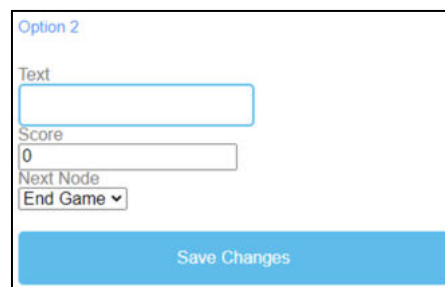 Option 2
Text
Score
0
Next Node
End Game
Save Changes